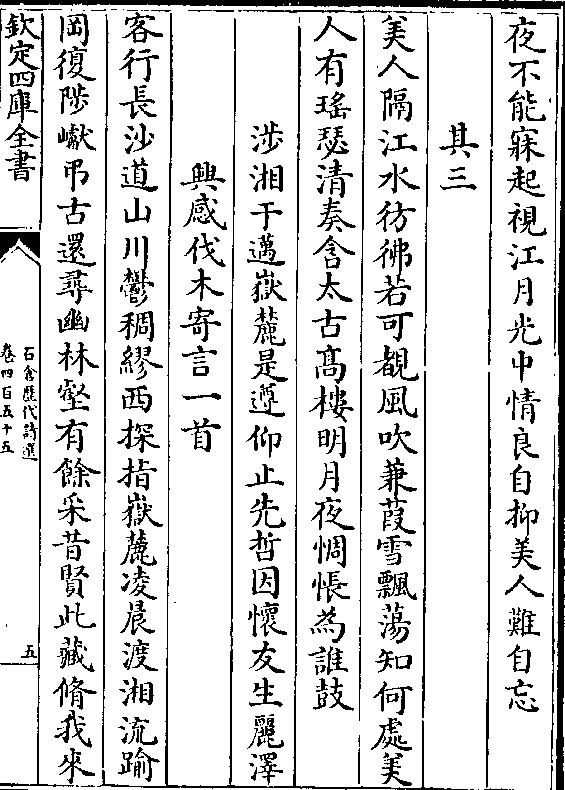 夜不能寐起視江月光中情良自抑美人難自忘
其三
美人隔江水彷彿若可覩風吹蒹葭雪飄蕩知何處美
人有瑤瑟清奏含太古髙樓明月夜惆悵為誰鼓
渉湘于邁嶽麓是遵仰止先哲因懷友生麗澤
興感伐木寄言一首
客行長沙道山川鬱稠繆西探指嶽麓凌晨渡湘流踰
岡復陟巘弔古還尋幽林壑有餘采昔賢此藏脩我來
欽定四庫全書
石倉歴代詩選
卷四百五十五
五